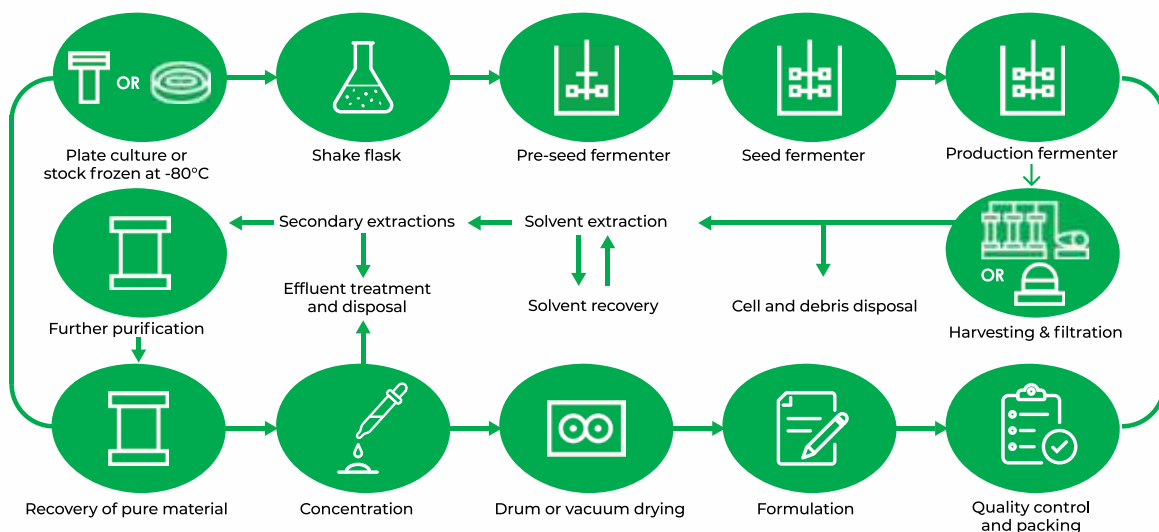 OR
Plate culture or
stock frozen at -80°C
Shake flask
Pre-seed fermenter
Seed fermenter
Production fermenter
Secondary extractions
Solvent extraction
OR
Effluent treatment
and disposal
Solvent recovery
Cell and debris disposal
Further purification
Harvesting & filtration
Recovery of pure material
Concentration
Drum or vacuum drying
Formulation
Quality control
and packing